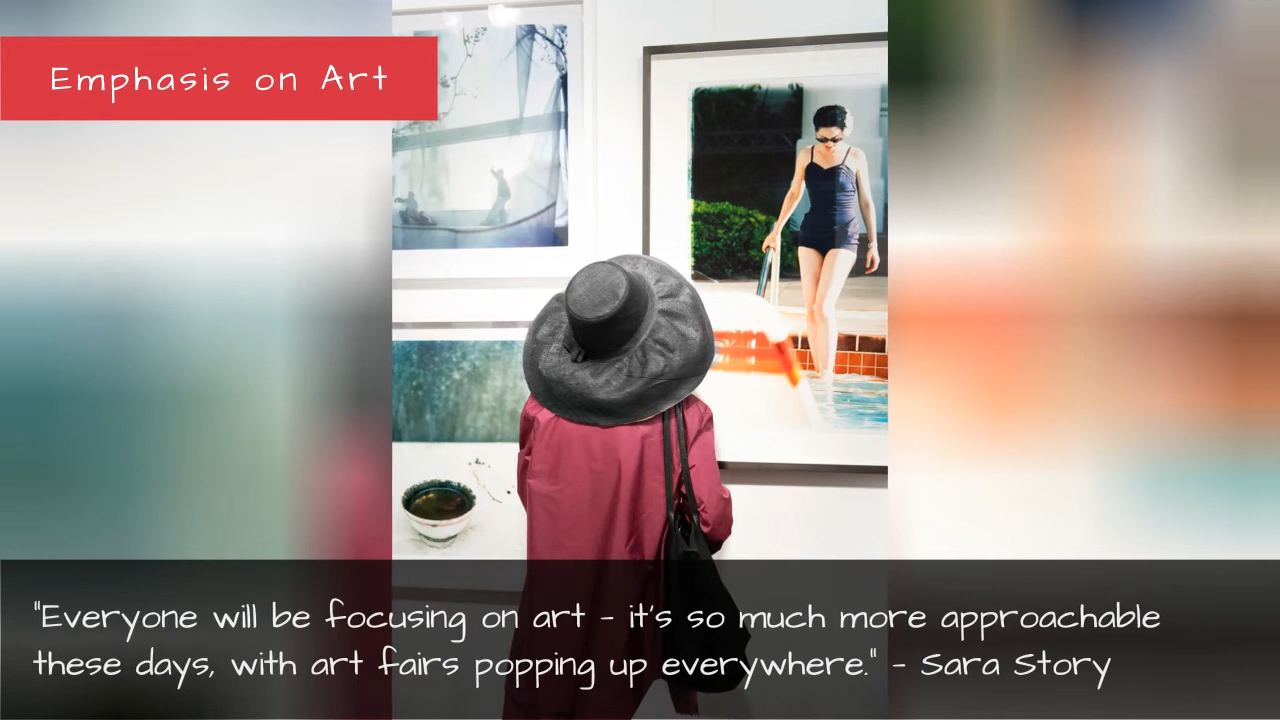 Emphasis on Art
"Everyone will be focusing on art - it's so much more approachable
these days, with art fairs popping up everywhere." - Sara Story